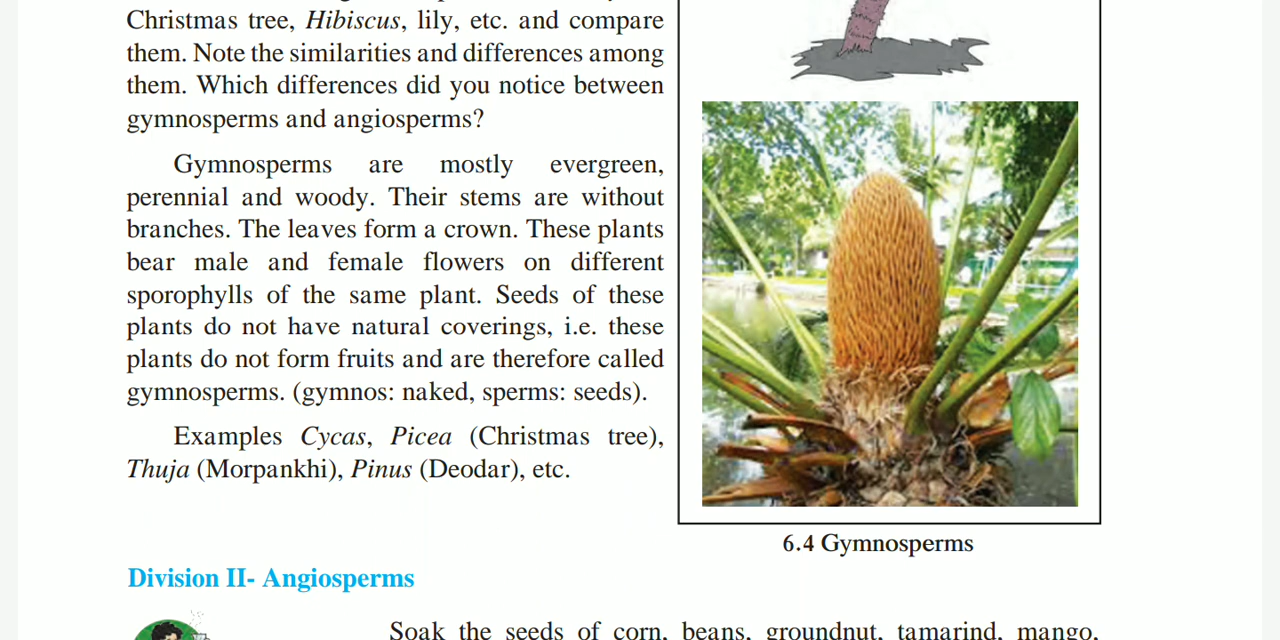 Christmas tree, Hibiscus, lily, etc. and compare
them. Note the similarities and differences among
them. Which differences did you notice between
gymnosperms and angiosperms?
Gymnosperms are mostly evergreen,
perennial and woody. Their stems are without
branches. The leaves form a crown. These plants
bear male and female flowers on different
sporophylls of the same plant. Seeds of these
plants do not have natural coverings, i.e. these
plants do not form fruits and are therefore called
gymnosperms. (gymnos: naked, sperms: seeds).
Examples Cycas, Picea (Christmas tree),
Thuja (Morpankhi), Pinus (Deodar), etc.
6.4 Gymnosperms
Division II- Angiosperms
Soak the seeds of corn, beans, groundnut, tamarind, mango,